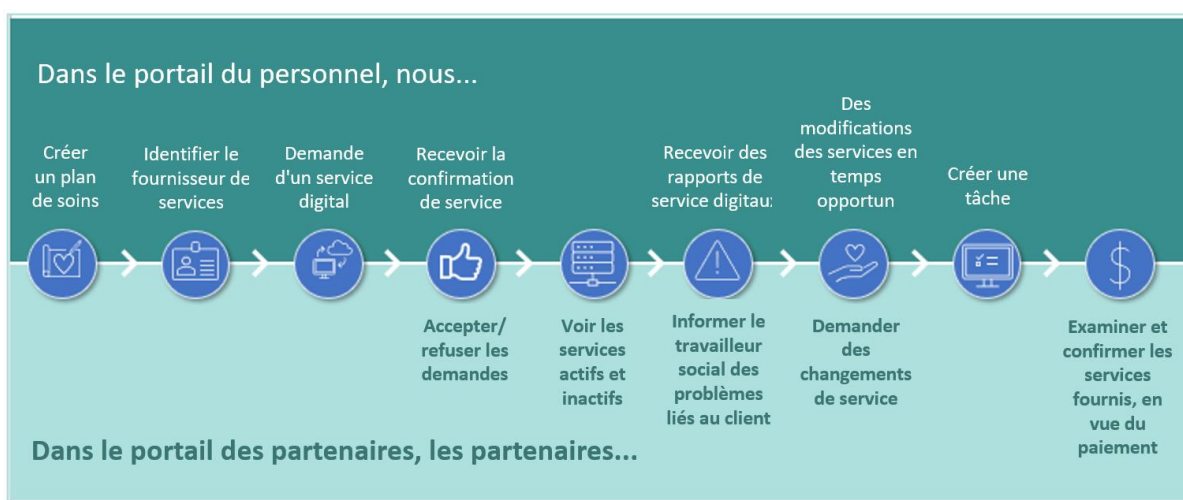 Dans le portail du personnel, nous...
Créer
un plan
de soins
Identifier le
fournisseur de
services
Demande
d'un service
digital
Recevoir la
confirmation
de service
Recevoir des
rapports de
service digitau
Des
modifications
des services en
temps
opportun
Créer une
tâche
Accepter/
refuser les
demandes
Voir les
services
actifs et
inactifs
Informer le
travailleur
social des
problèmes
liés au client
Demander
des
changements
de service
Examiner et
confirmer les
services
fournis, en
vue du
paiement
Dans le portail des partenaires, les partenaires...